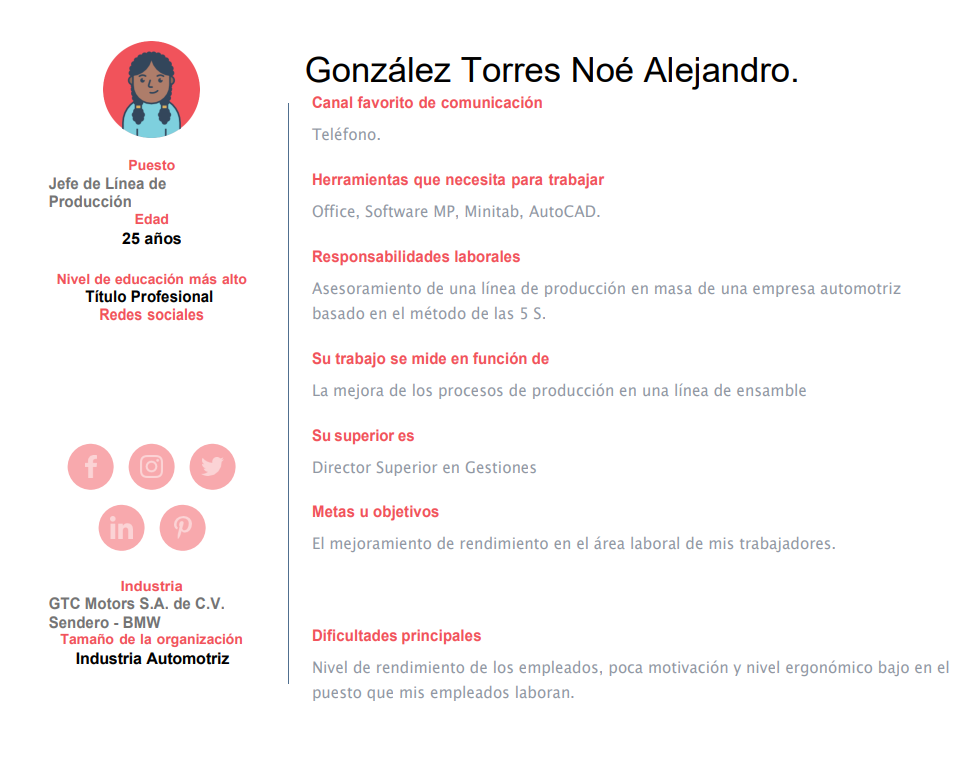 González Torres Noé Alejandro.
Puesto
Jefe de Línea de
Producción
Edad
25 años
Nivel de educación más alto
Título Profesional
Redes sociales
f
in
Industria
GTC Motors S.A. de C.V.
Sendero - BMW
Tamaño de la organización
Industria Automotriz
Canal favorito de comunicación
Teléfono.
Herramientas que necesita para trabajar
Office, Software MP, Minitab, AutoCAD.
Responsabilidades laborales
Asesoramiento de una línea de producción en masa de una empresa automotriz
basado en el método de las 5 S.
Su trabajo se mide en función de
La mejora de los procesos de producción en una línea de ensamble
Su superior es
Director Superior en Gestiones
Metas u objetivos
El mejoramiento de rendimiento en el área laboral de mis trabajadores.
Dificultades principales
Nivel de rendimiento de los empleados, poca motivación y nivel ergonómico bajo en el
puesto que mis empleados laboran.